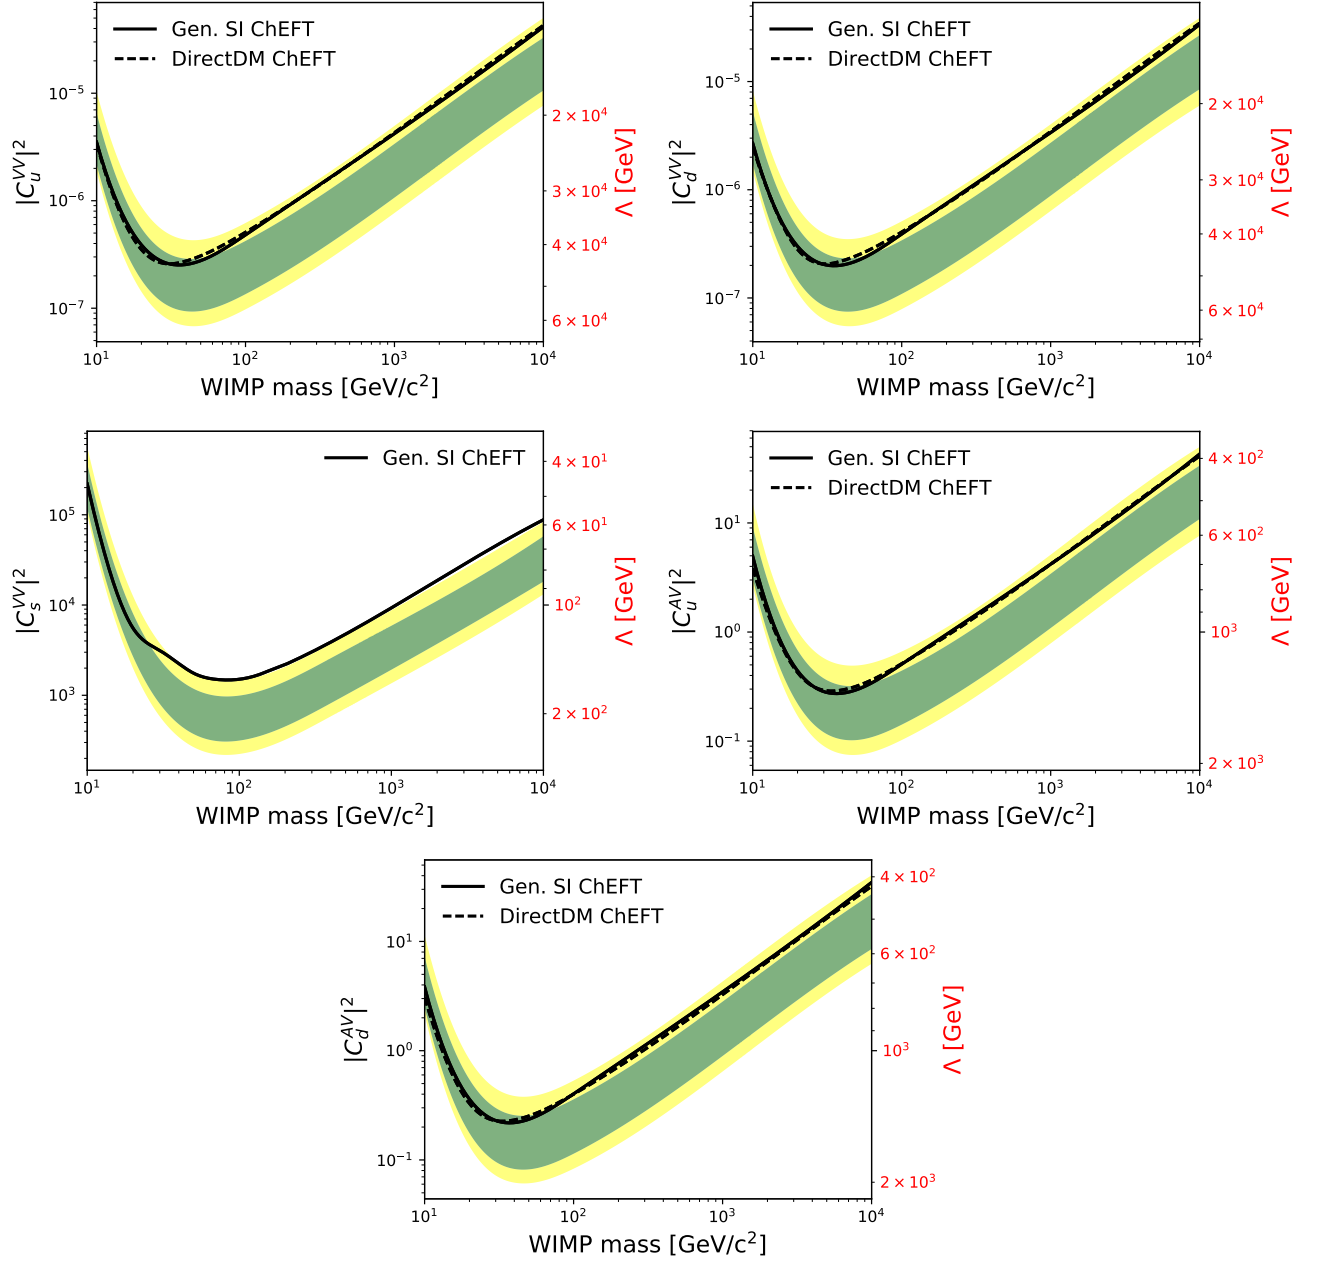 Gen. SI ChEFT
DirectDM ChEFT
|C_u^{VV}|^2
10^{-5}
10^{-6}
10^{-7}
2 × 10^4
3 × 10^4
4 × 10^4
6 × 10^4
Λ [GeV]
10^1 10^2 10^3 10^4
WIMP mass [GeV/c^2]
Gen. SI ChEFT
DirectDM ChEFT
|C_d^{VV}|^2
10^{-5}
10^{-6}
10^{-7}
2 × 10^4
3 × 10^4
4 × 10^4
6 × 10^4
Λ [GeV]
10^1 10^2 10^3 10^4
WIMP mass [GeV/c^2]
Gen. SI ChEFT
|C_s^{VV}|^2
10^5
10^4
10^3
4 × 10^1
6 × 10^1
10^2
2 × 10^2
Λ [GeV]
10^1 10^2 10^3 10^4
WIMP mass [GeV/c^2]
Gen. SI ChEFT
DirectDM ChEFT
|C_u^{AV}|^2
10^1
10^0
10^{-1}
4 × 10^2
6 × 10^2
10^3
2 × 10^3
Λ [GeV]
10^1 10^2 10^3 10^4
WIMP mass [GeV/c^2]
Gen. SI ChEFT
DirectDM ChEFT
|C_d^{AV}|^2
10^1
10^0
10^{-1}
4 × 10^2
6 × 10^2
10^3
2 × 10^3
Λ [GeV]
10^1 10^2 10^3 10^4
WIMP mass [GeV/c^2]